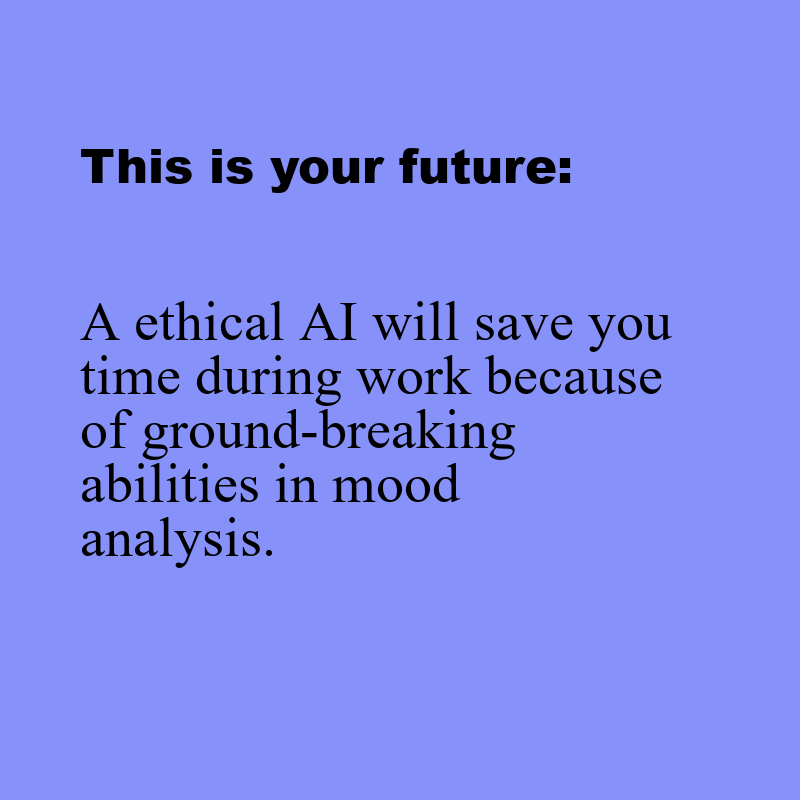 This is your future:
A ethical AI will save you
time during work because
of ground-breaking
abilities in mood
analysis.